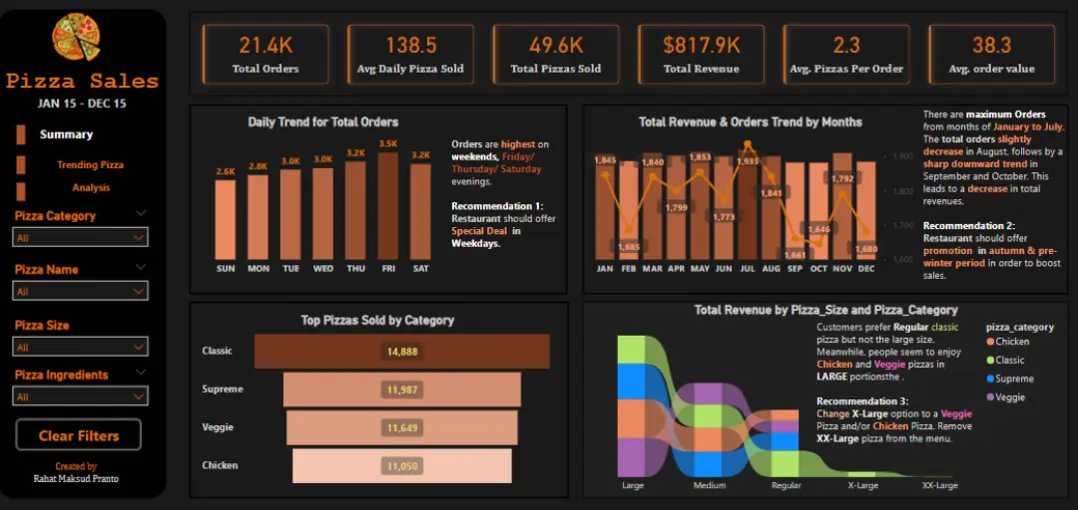 Pizza Sales
JAN 15 - DEC 15
Summary
Trending Pizza
Analysis
Pizza Category
All
Pizza Name
All
Pizza Size
All
Pizza Ingredients
All
Clear Filters
Created by
Rahat Maksud Pranto
21.4K
Total Orders
138.5
Avg Daily Pizza Sold
49.6K
Total Pizzas Sold
$817.9K
Total Revenue
2.3
Avg. Pizzas Per Order
38.3
Avg. order value
Daily Trend for Total Orders
2.6K
2.8K
3.0K
3.0K
3.2K
3.5K
3.2K
SUN
MON
TUE
WED
THU
FRI
SAT
Orders are highest on
weekends, Friday/
Thursday/ Saturday
evenings.
Recommendation 1:
Restaurant should offer
Special Deal in
Weekdays.
Total Revenue & Orders Trend by Months
1,845
1,685
1,840
1,799
1,853
1,773
1,935
1,841
1,661
1,646
1,792
1,680
1,900
1,800
1,700
1,600
JAN
FEB
MAR
APR
MAY
JUN
JUL
AUG
SEP
OCT
NOV
DEC
There are maximum Orders
from months of January to July.
The total orders slightly
decrease in August, follows by a
sharp downward trend in
September and October. This
leads to a decrease in total
revenues.
Recommendation 2:
Restaurant should offer
promotion in autumn & pre-
winter period in order to boost
sales.
Top Pizzas Sold by Category
Classic
14,888
Supreme
11,987
Veggie
11,649
Chicken
11,050
Total Revenue by Pizza_Size and Pizza_Category
Customers prefer Regular classic
pizza but not the large size.
Meanwhile, people seem to enjoy
Chicken and Veggie pizzas in
LARGE portionsthe .
Recommendation 3:
Change X-Large option to a Veggie
Pizza and/or Chicken Pizza. Remove
XX-Large pizza from the menu.
pizza_category
Chicken
Classic
Supreme
Veggie
Large
Medium
Regular
X-Large
XX-Large